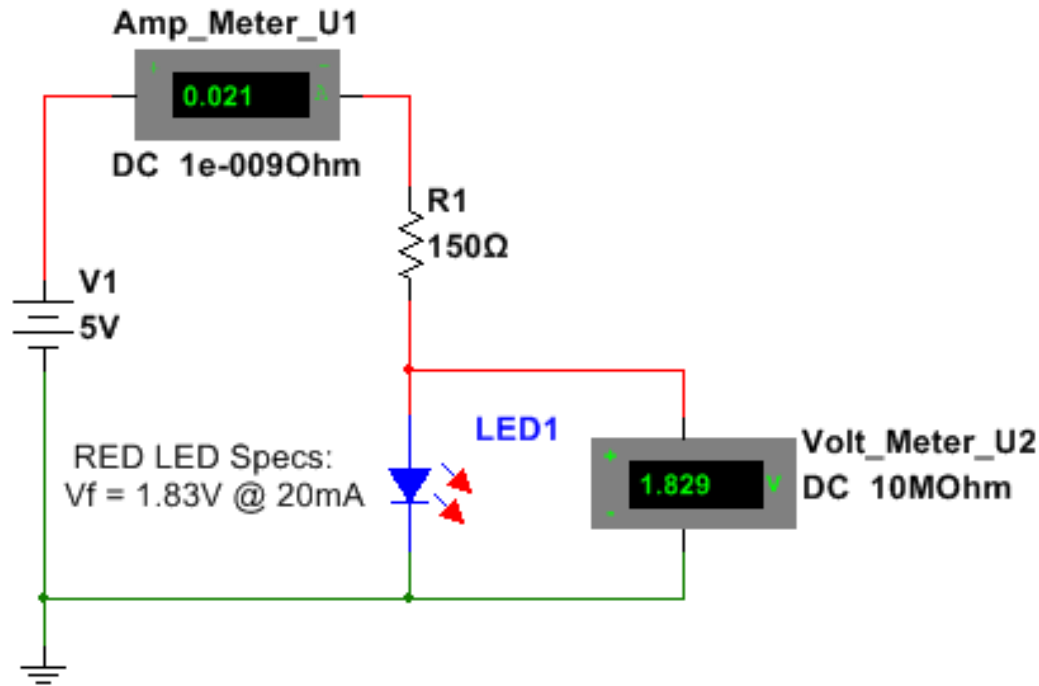 Amp_Meter_U1
+ -
0.021 A
DC 1e-009Ohm
R1
150Ω
V1
5V
LED1
RED LED Specs:
Vf = 1.83V @ 20mA
Volt_Meter_U2
+
1.829 V
-
DC 10MOhm